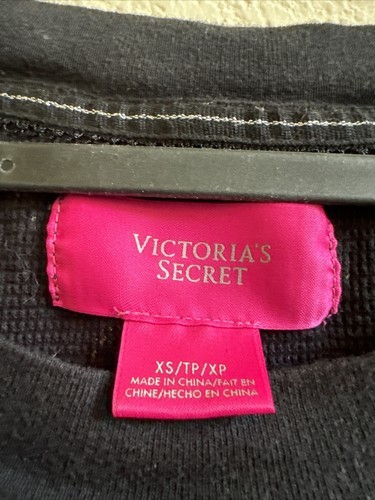 VICTORIA'S
SECRET
XS/TP/XP
MADE IN CHINA/FAIT EN
CHINE/HECHO EN CHINA